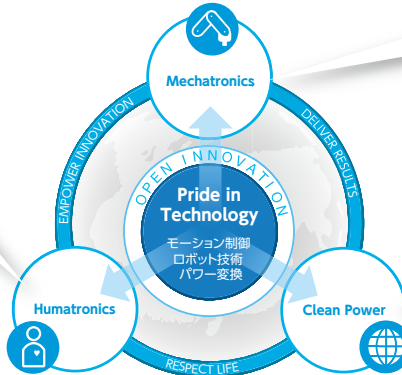 Mechatronics
EMPOWER INNOVATION
DELIVER RESULTS
OPEN INNOVATION
Pride in
Technology
モーション制御
ロボット技術
パワー変換
Humatronics
Clean Power
RESPECT LIFE